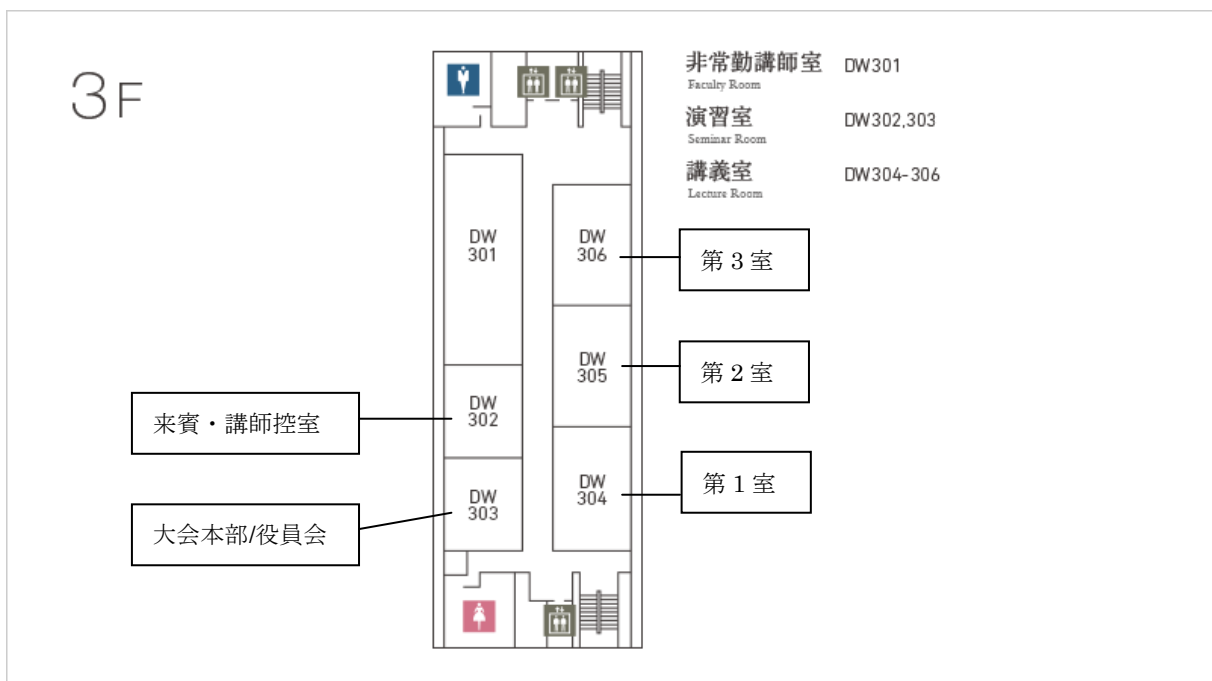 3F
非常勤講師室 DW301
Faculty Room
演習室 DW302,303
Seminar Room
講義室 DW304-306
Lecture Room
DW
301
DW
306
第 3 室
DW
305
第 2 室
来賓・講師控室
DW
302
DW
304
第 1 室
大会本部/役員会
DW
303